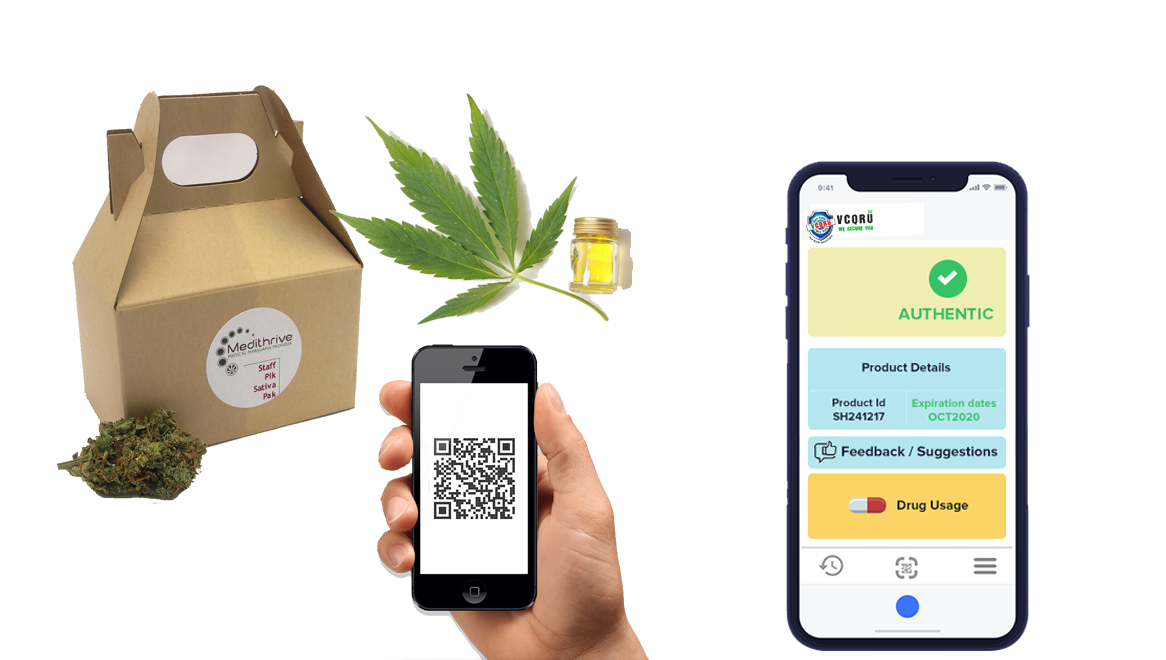 Medithrive
MEDICAL MARIJUANA PROVIDER
Staff
Pik
Sativa
Pak
9:41
VCQRU
WE SECURE YOU
AUTHENTIC
Product Details
Product Id
SH241217
Expiration dates
OCT2020
Feedback / Suggestions
Drug Usage